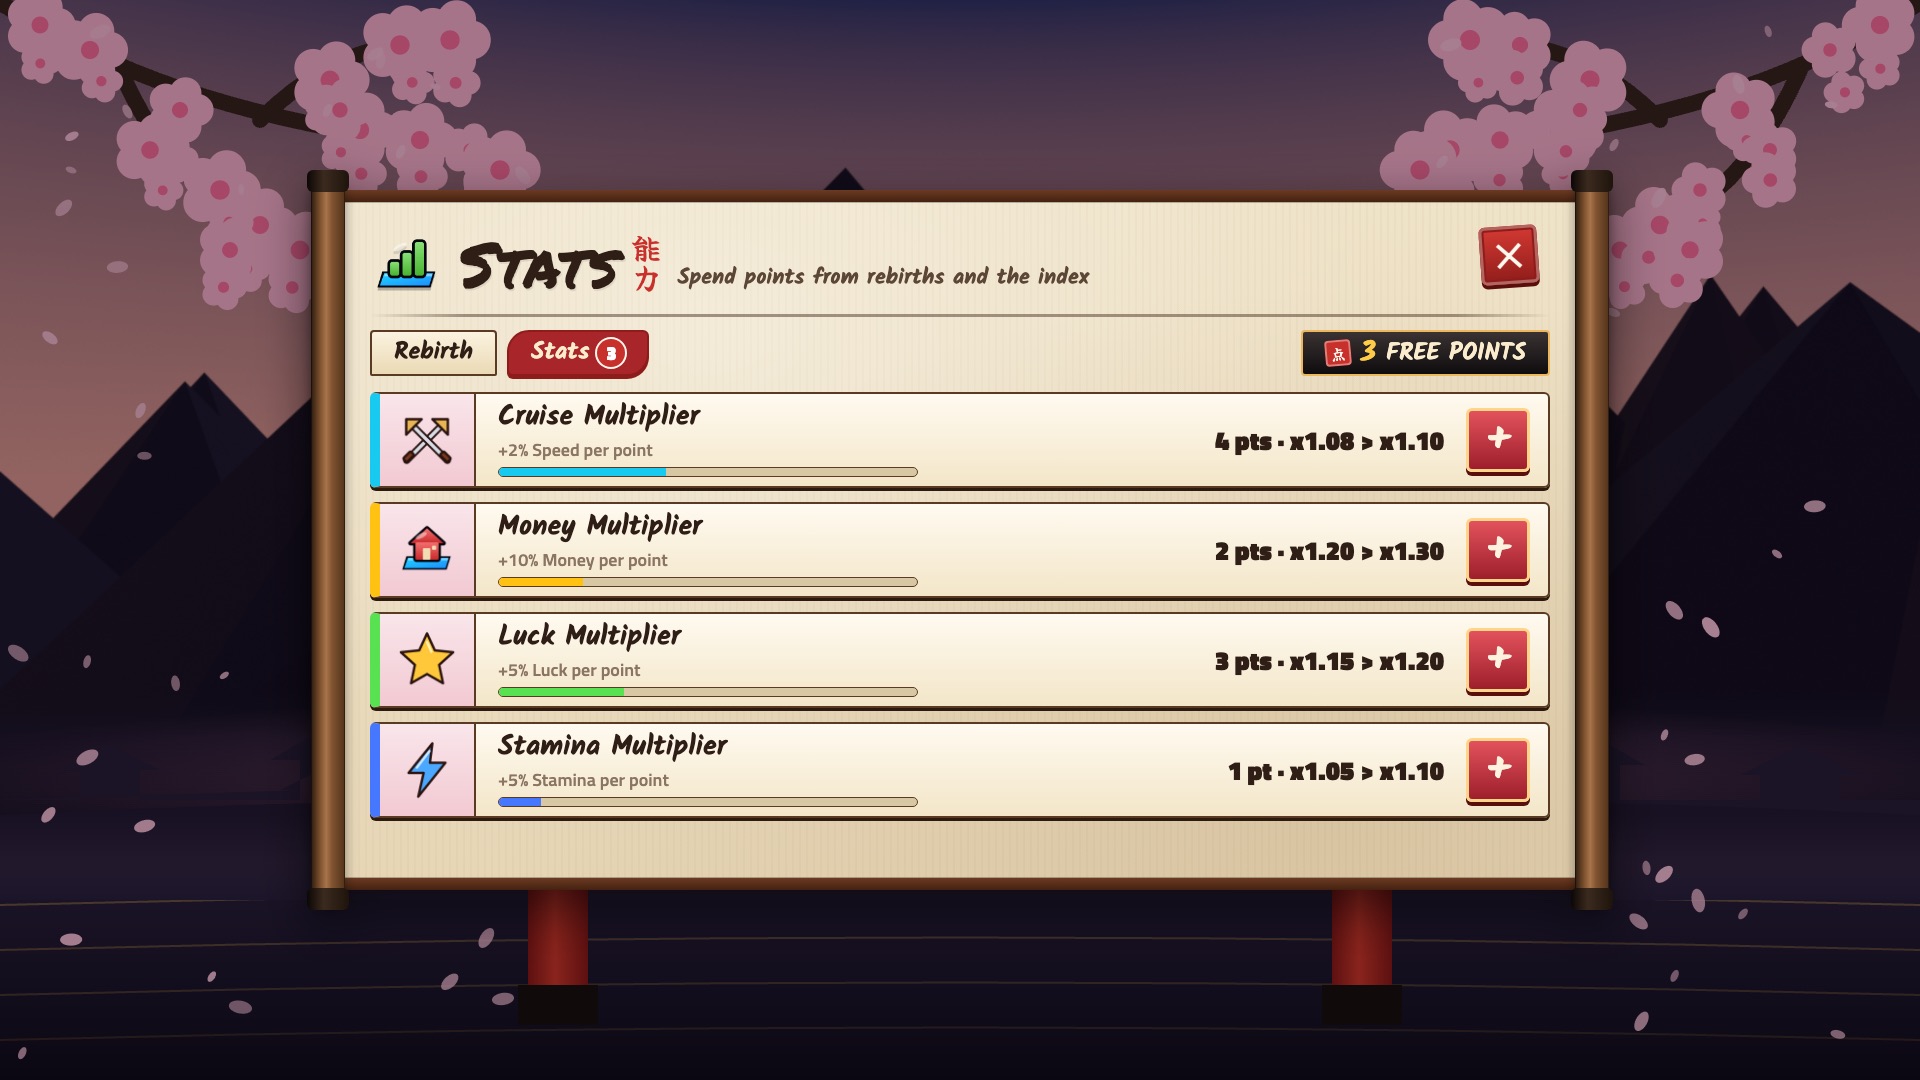 STATS
能力
Spend points from rebirths and the index
Rebirth
Stats 3
点 3 FREE POINTS
Cruise Multiplier
+2% Speed per point
4 pts · x1.08 > x1.10
+
Money Multiplier
+10% Money per point
2 pts · x1.20 > x1.30
+
Luck Multiplier
+5% Luck per point
3 pts · x1.15 > x1.20
+
Stamina Multiplier
+5% Stamina per point
1 pt · x1.05 > x1.10
+